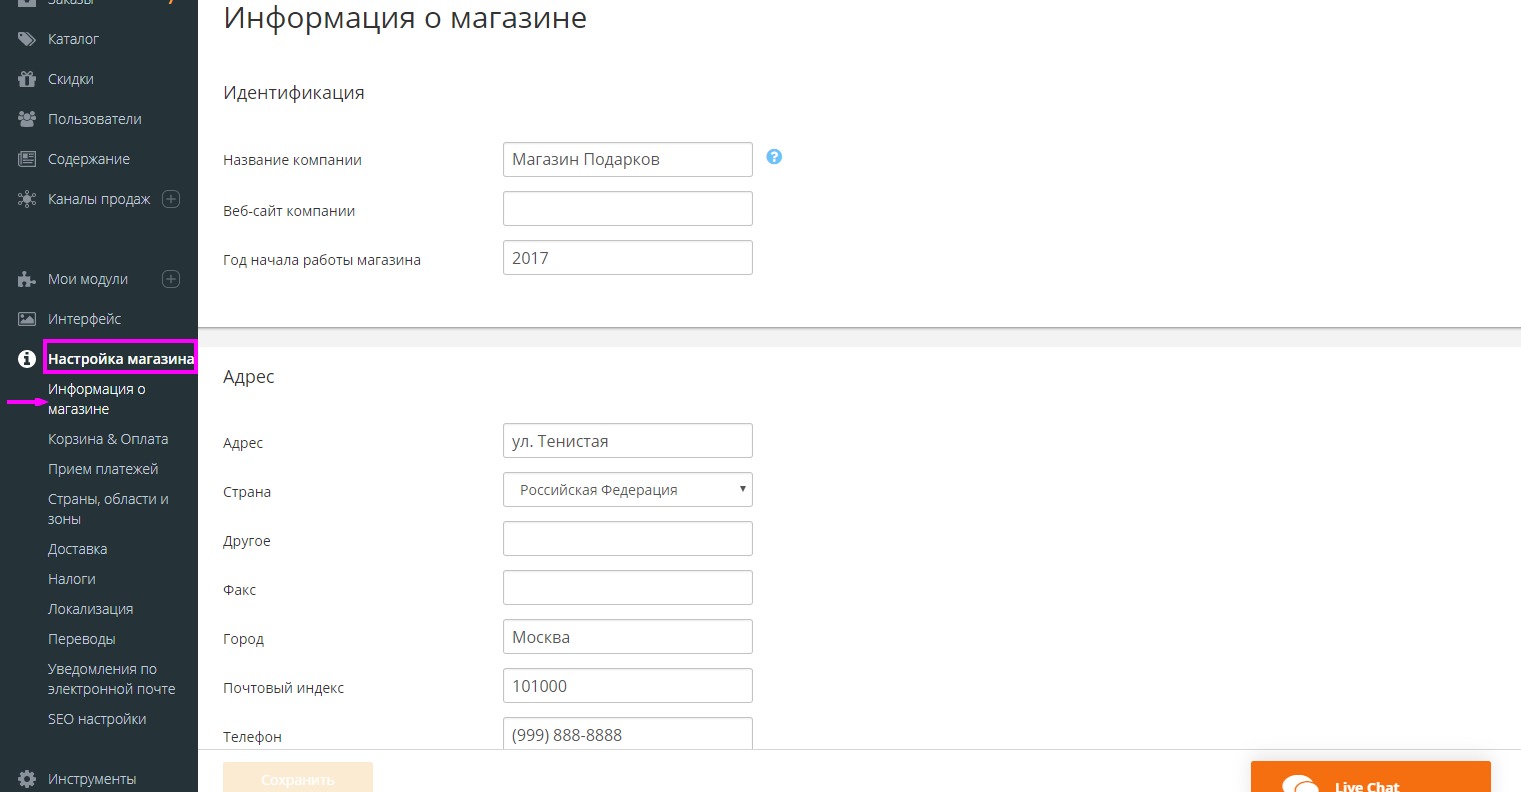 Заказы
7
Каталог
Скидки
Пользователи
Содержание
Каналы продаж
Мои модули
Интерфейс
Настройка магазина
Информация о
магазине
Корзина & Оплата
Прием платежей
Страны, области и
зоны
Доставка
Налоги
Локализация
Переводы
Уведомления по
электронной почте
SEO настройки
Инструменты
Информация о магазине
Идентификация
Название компании
Магазин Подарков
?
Веб-сайт компании
Год начала работы магазина
2017
Адрес
Адрес
ул. Тенистая
Страна
Российская Федерация
Другое
Факс
Город
Москва
Почтовый индекс
101000
Телефон
(999) 888-8888
Сохранить
Live Chat